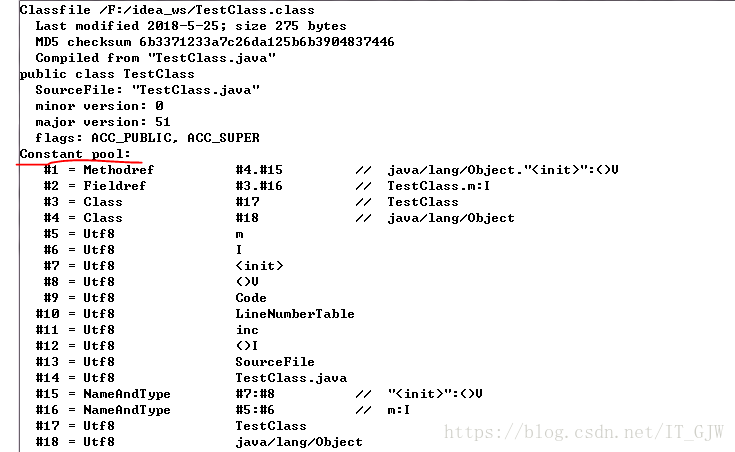 Classfile /F:/idea_ws/TestClass.class
  Last modified 2018-5-25; size 275 bytes
  MD5 checksum 6b3371233a7c26da125b6b3904837446
  Compiled from "TestClass.java"
public class TestClass
  SourceFile: "TestClass.java"
  minor version: 0
  major version: 51
  flags: ACC_PUBLIC, ACC_SUPER
Constant pool:
   #1 = Methodref          #4.#15         //  java/lang/Object."<init>":()V
   #2 = Fieldref           #3.#16         //  TestClass.m:I
   #3 = Class              #17            //  TestClass
   #4 = Class              #18            //  java/lang/Object
   #5 = Utf8               m
   #6 = Utf8               I
   #7 = Utf8               <init>
   #8 = Utf8               ()V
   #9 = Utf8               Code
  #10 = Utf8               LineNumberTable
  #11 = Utf8               inc
  #12 = Utf8               ()I
  #13 = Utf8               SourceFile
  #14 = Utf8               TestClass.java
  #15 = NameAndType        #7:#8          //  "<init>":()V
  #16 = NameAndType        #5:#6          //  m:I
  #17 = Utf8               TestClass
  #18 = Utf8               java/lang/Object
https://blog.csdn.net/IT_GJW